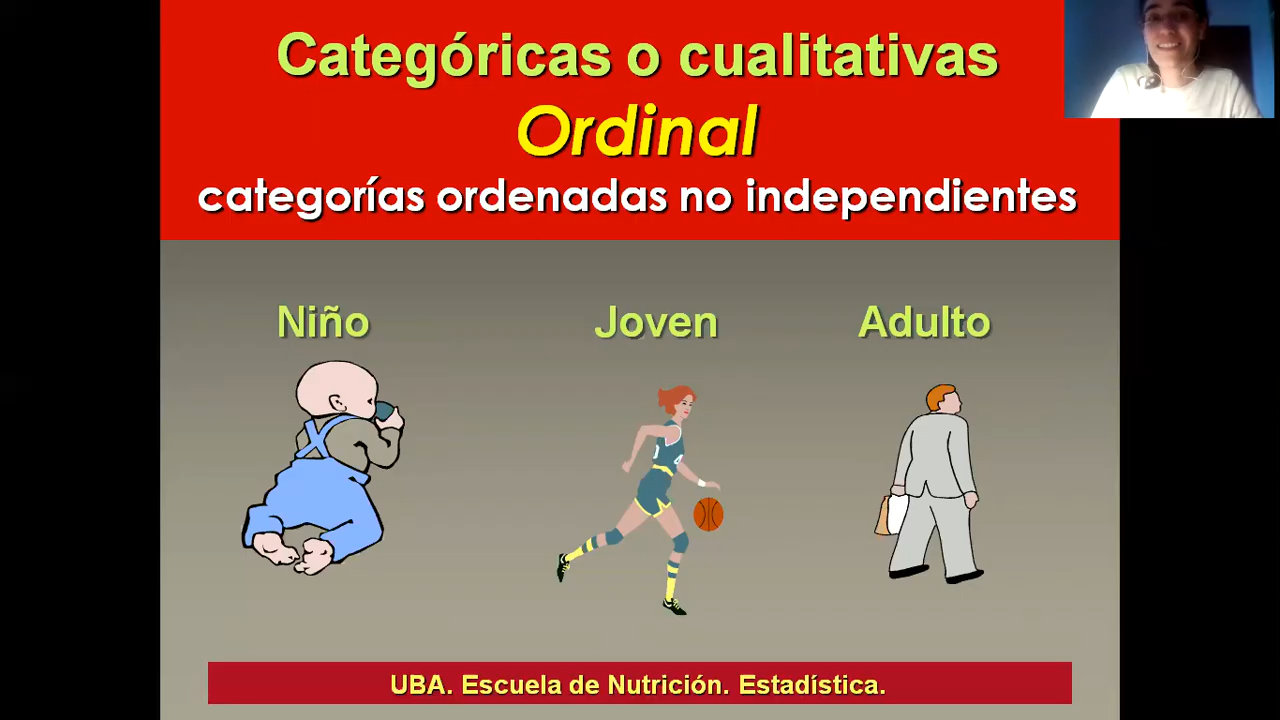 Categóricas o cualitativas
Ordinal
categorías ordenadas no independientes
Niño Joven Adulto
UBA. Escuela de Nutrición. Estadística.